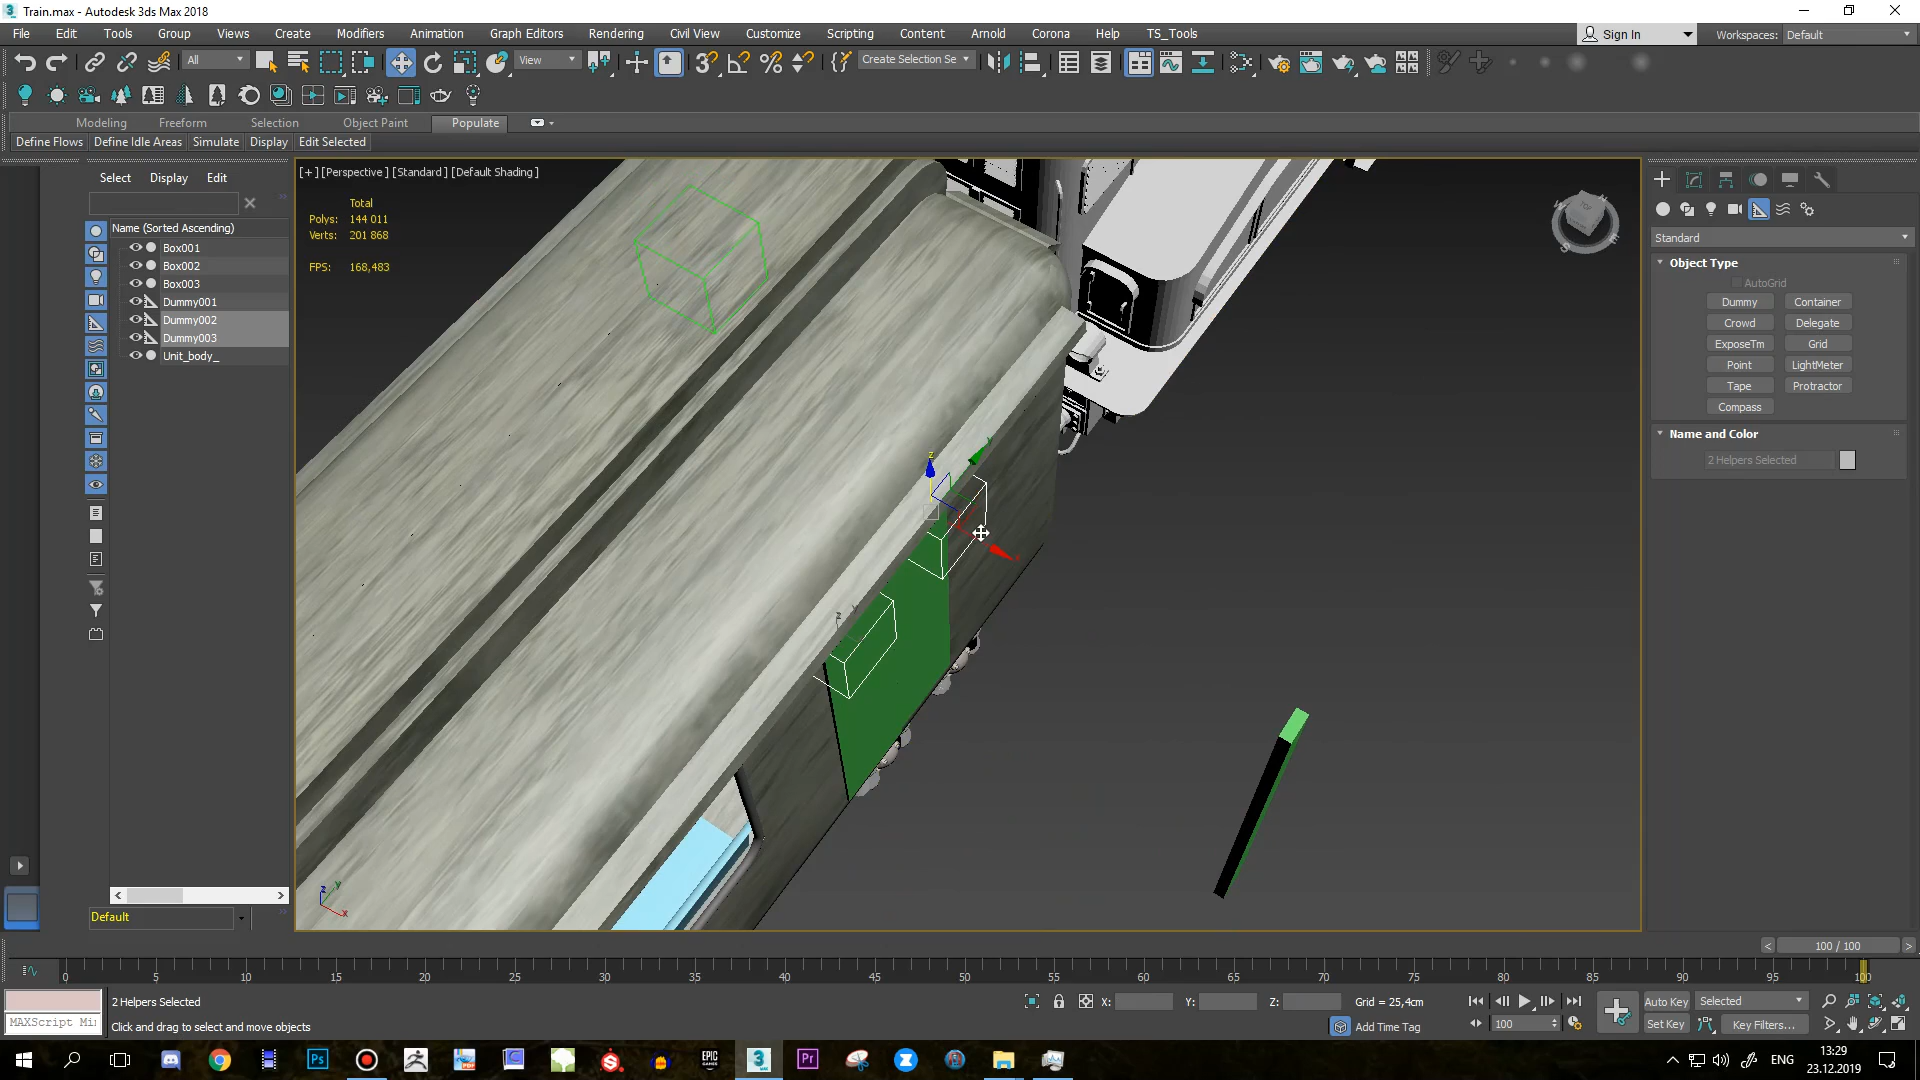 Train.max - Autodesk 3ds Max 2018
File Edit Tools Group Views Create Modifiers Animation Graph Editors Rendering Civil View Customize Scripting Content Arnold Corona Help TS_Tools Sign In Workspaces: Default
All View Create Selection Se
Modeling Freeform Selection Object Paint Populate
Define Flows Define Idle Areas Simulate Display Edit Selected
Select Display Edit
Name (Sorted Ascending)
Box001
Box002
Box003
Dummy001
Dummy002
Dummy003
Unit_body_
Default
[+] [Perspective] [Standard] [Default Shading]
Total
Polys: 144 011
Verts: 201 868
FPS: 168,483
Standard
Object Type
AutoGrid
Dummy Container
Crowd Delegate
ExposeTm Grid
Point LightMeter
Tape Protractor
Compass
Name and Color
2 Helpers Selected
100 / 100
0 5 10 15 20 25 30 35 40 45 50 55 60 65 70 75 80 85 90 95 100
2 Helpers Selected
X: Y: Z: Grid = 25,4cm
Auto Key Selected
MAXScript Mi
Click and drag to select and move objects
Add Time Tag
100
Set Key Key Filters...
ENG
13:29
23.12.2019